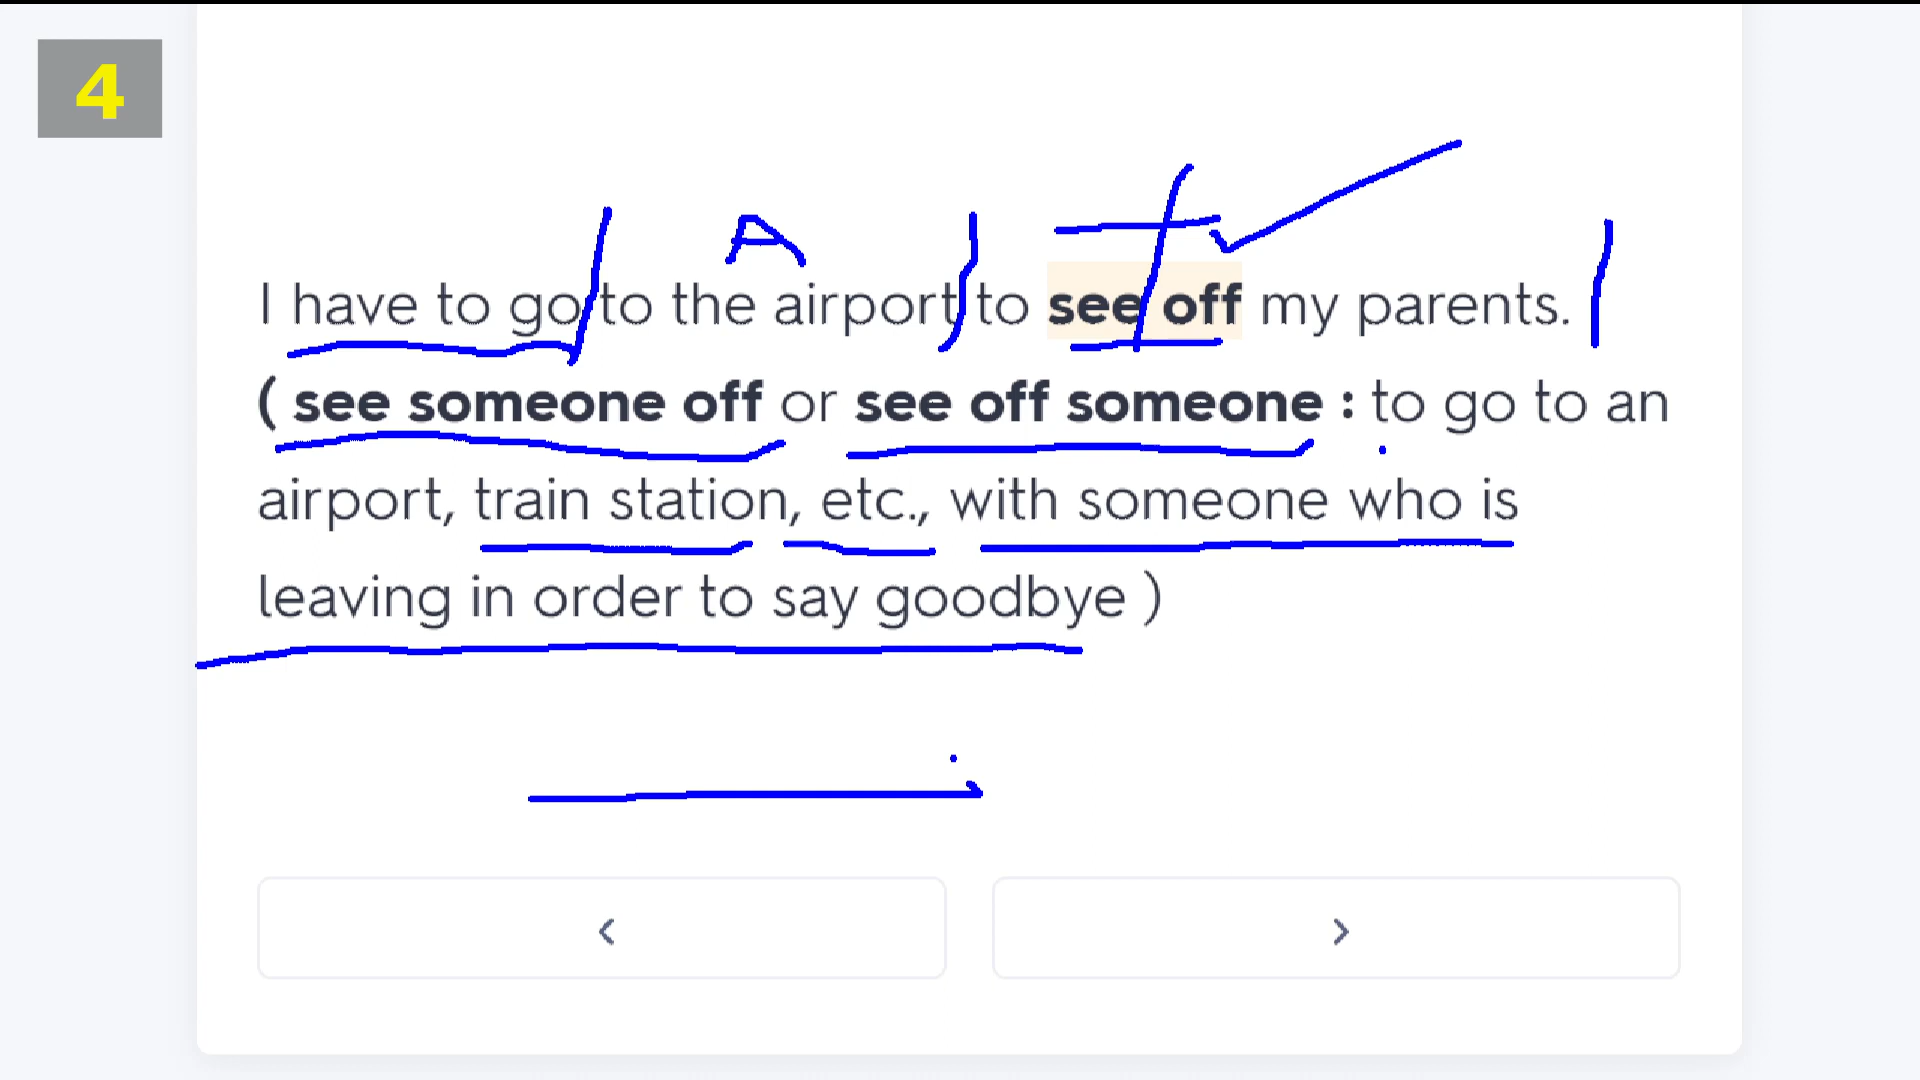 4
A
I have to go to the airport to see off my parents.
( see someone off or see off someone : to go to an
airport, train station, etc., with someone who is
leaving in order to say goodbye )